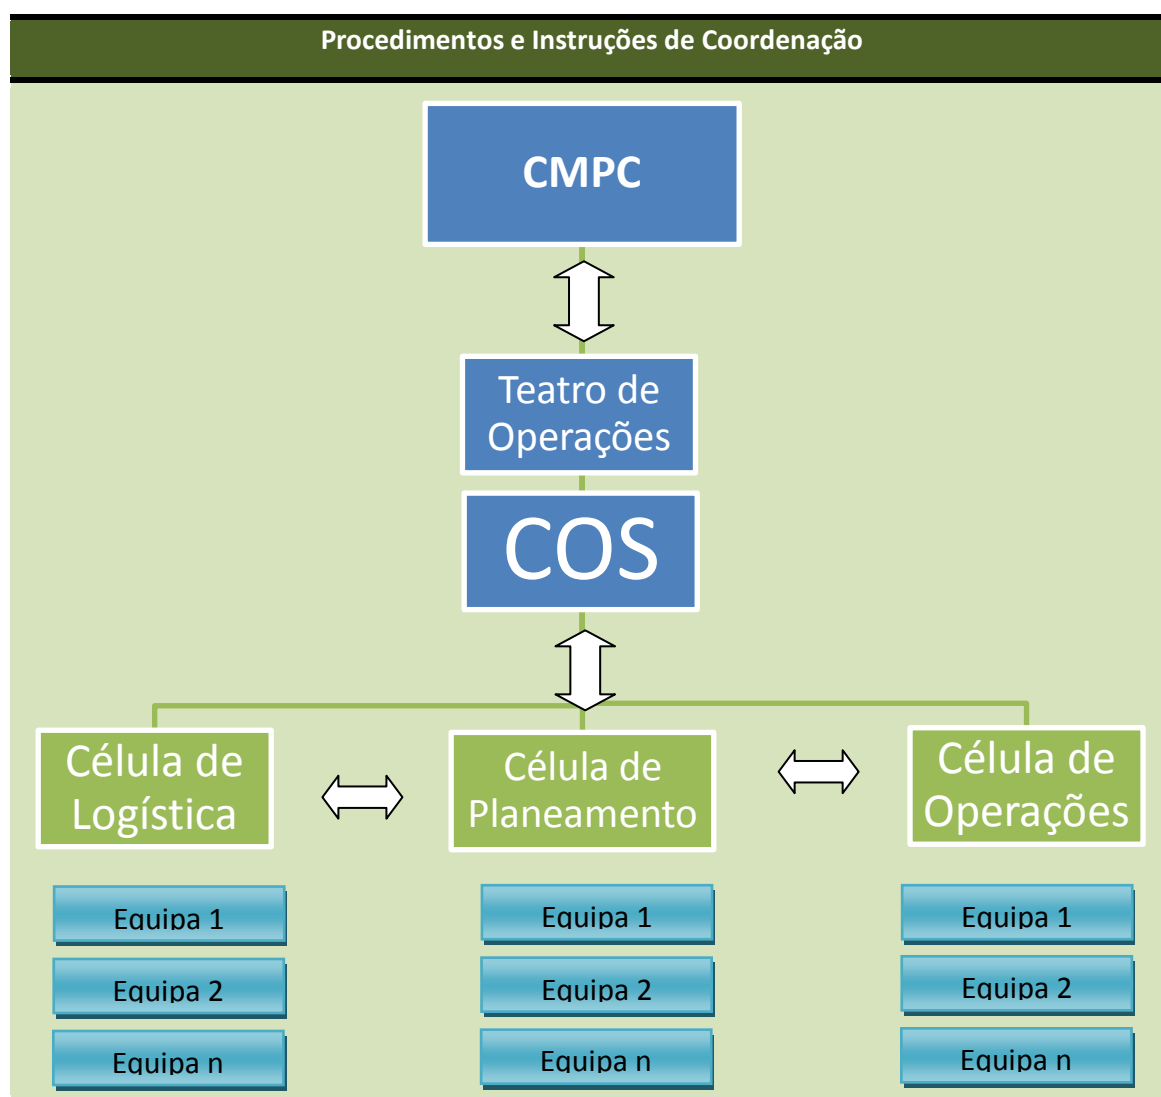 Procedimentos e Instruções de Coordenação
CMPC
Teatro de
Operações
COS
Célula de
Logística
Célula de
Planeamento
Célula de
Operações
Equipa 1
Equipa 1
Equipa 1
Equipa 2
Equipa 2
Equipa 2
Equipa n
Equipa n
Equipa n